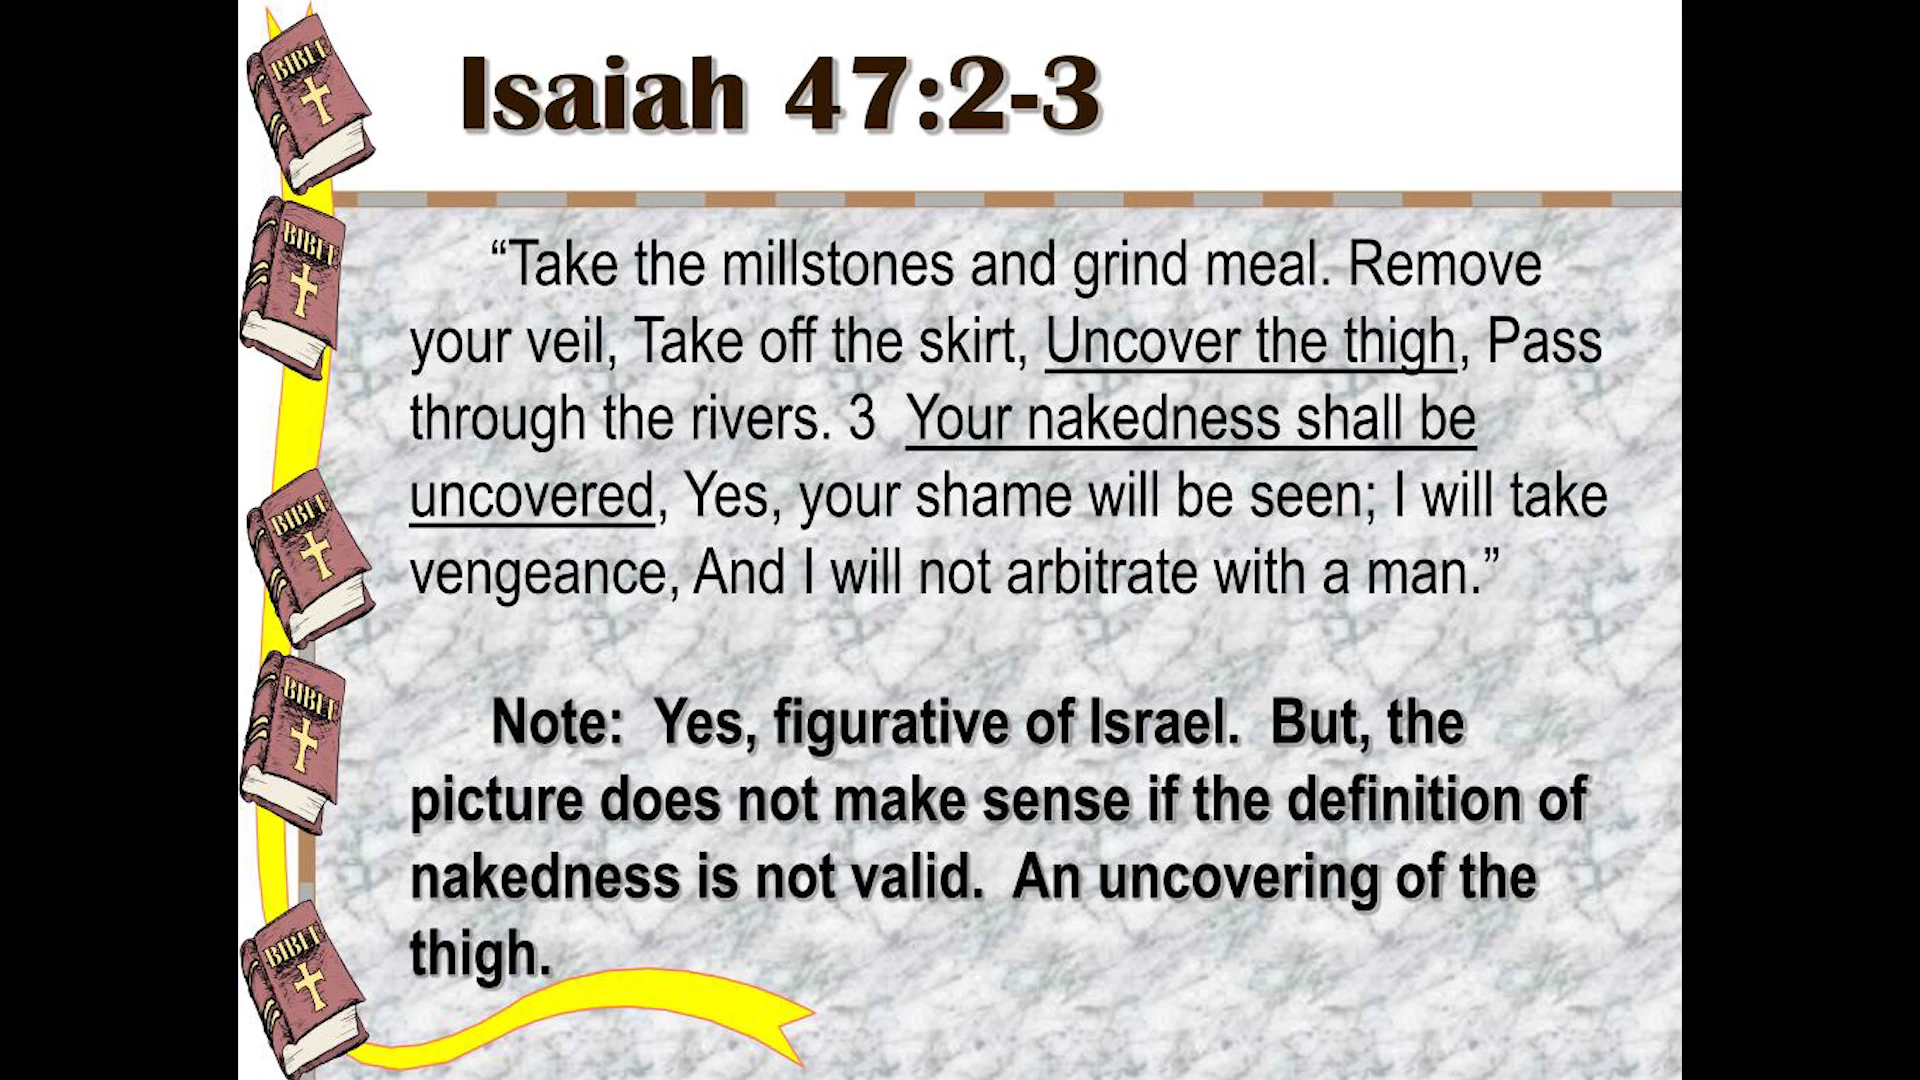 Isaiah 47:2-3
“Take the millstones and grind meal. Remove
your veil, Take off the skirt, Uncover the thigh, Pass
through the rivers. 3  Your nakedness shall be
uncovered, Yes, your shame will be seen; I will take
vengeance, And I will not arbitrate with a man.”
Note:  Yes, figurative of Israel.  But, the
picture does not make sense if the definition of
nakedness is not valid.  An uncovering of the
thigh.
BIBLE
BIBLE
BIBLE
BIBLE
BIBLE